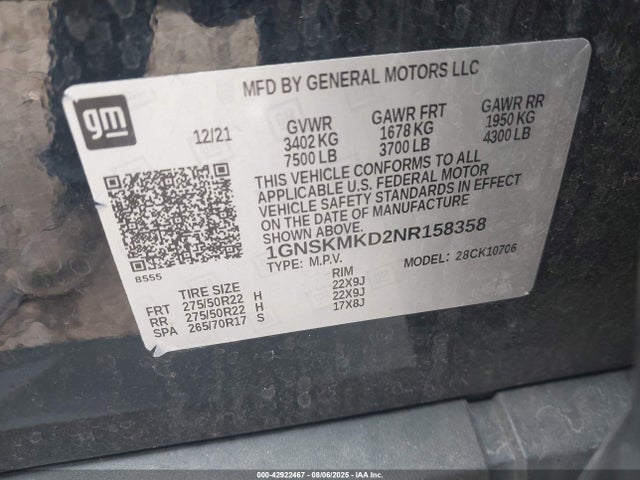 MFD BY GENERAL MOTORS LLC
gm
12/21
GVWR
3402 KG
7500 LB
GAWR FRT
1678 KG
3700 LB
GAWR RR
1950 KG
4300 LB
THIS VEHICLE CONFORMS TO ALL
APPLICABLE U.S. FEDERAL MOTOR
VEHICLE SAFETY STANDARDS IN EFFECT
ON THE DATE OF MANUFACTURE
SHOWN ABOVE.
1GNSKMKD2NR158358
TYPE: M.P.V.
MODEL: 28CK10706
8555
TIRE SIZE
RIM
FRT 275/50R22 H 22X9J
RR 275/50R22 H 22X9J
SPA 265/70R17 S 17X8J
000-42922467 - 08/06/2025 - IAA Inc.